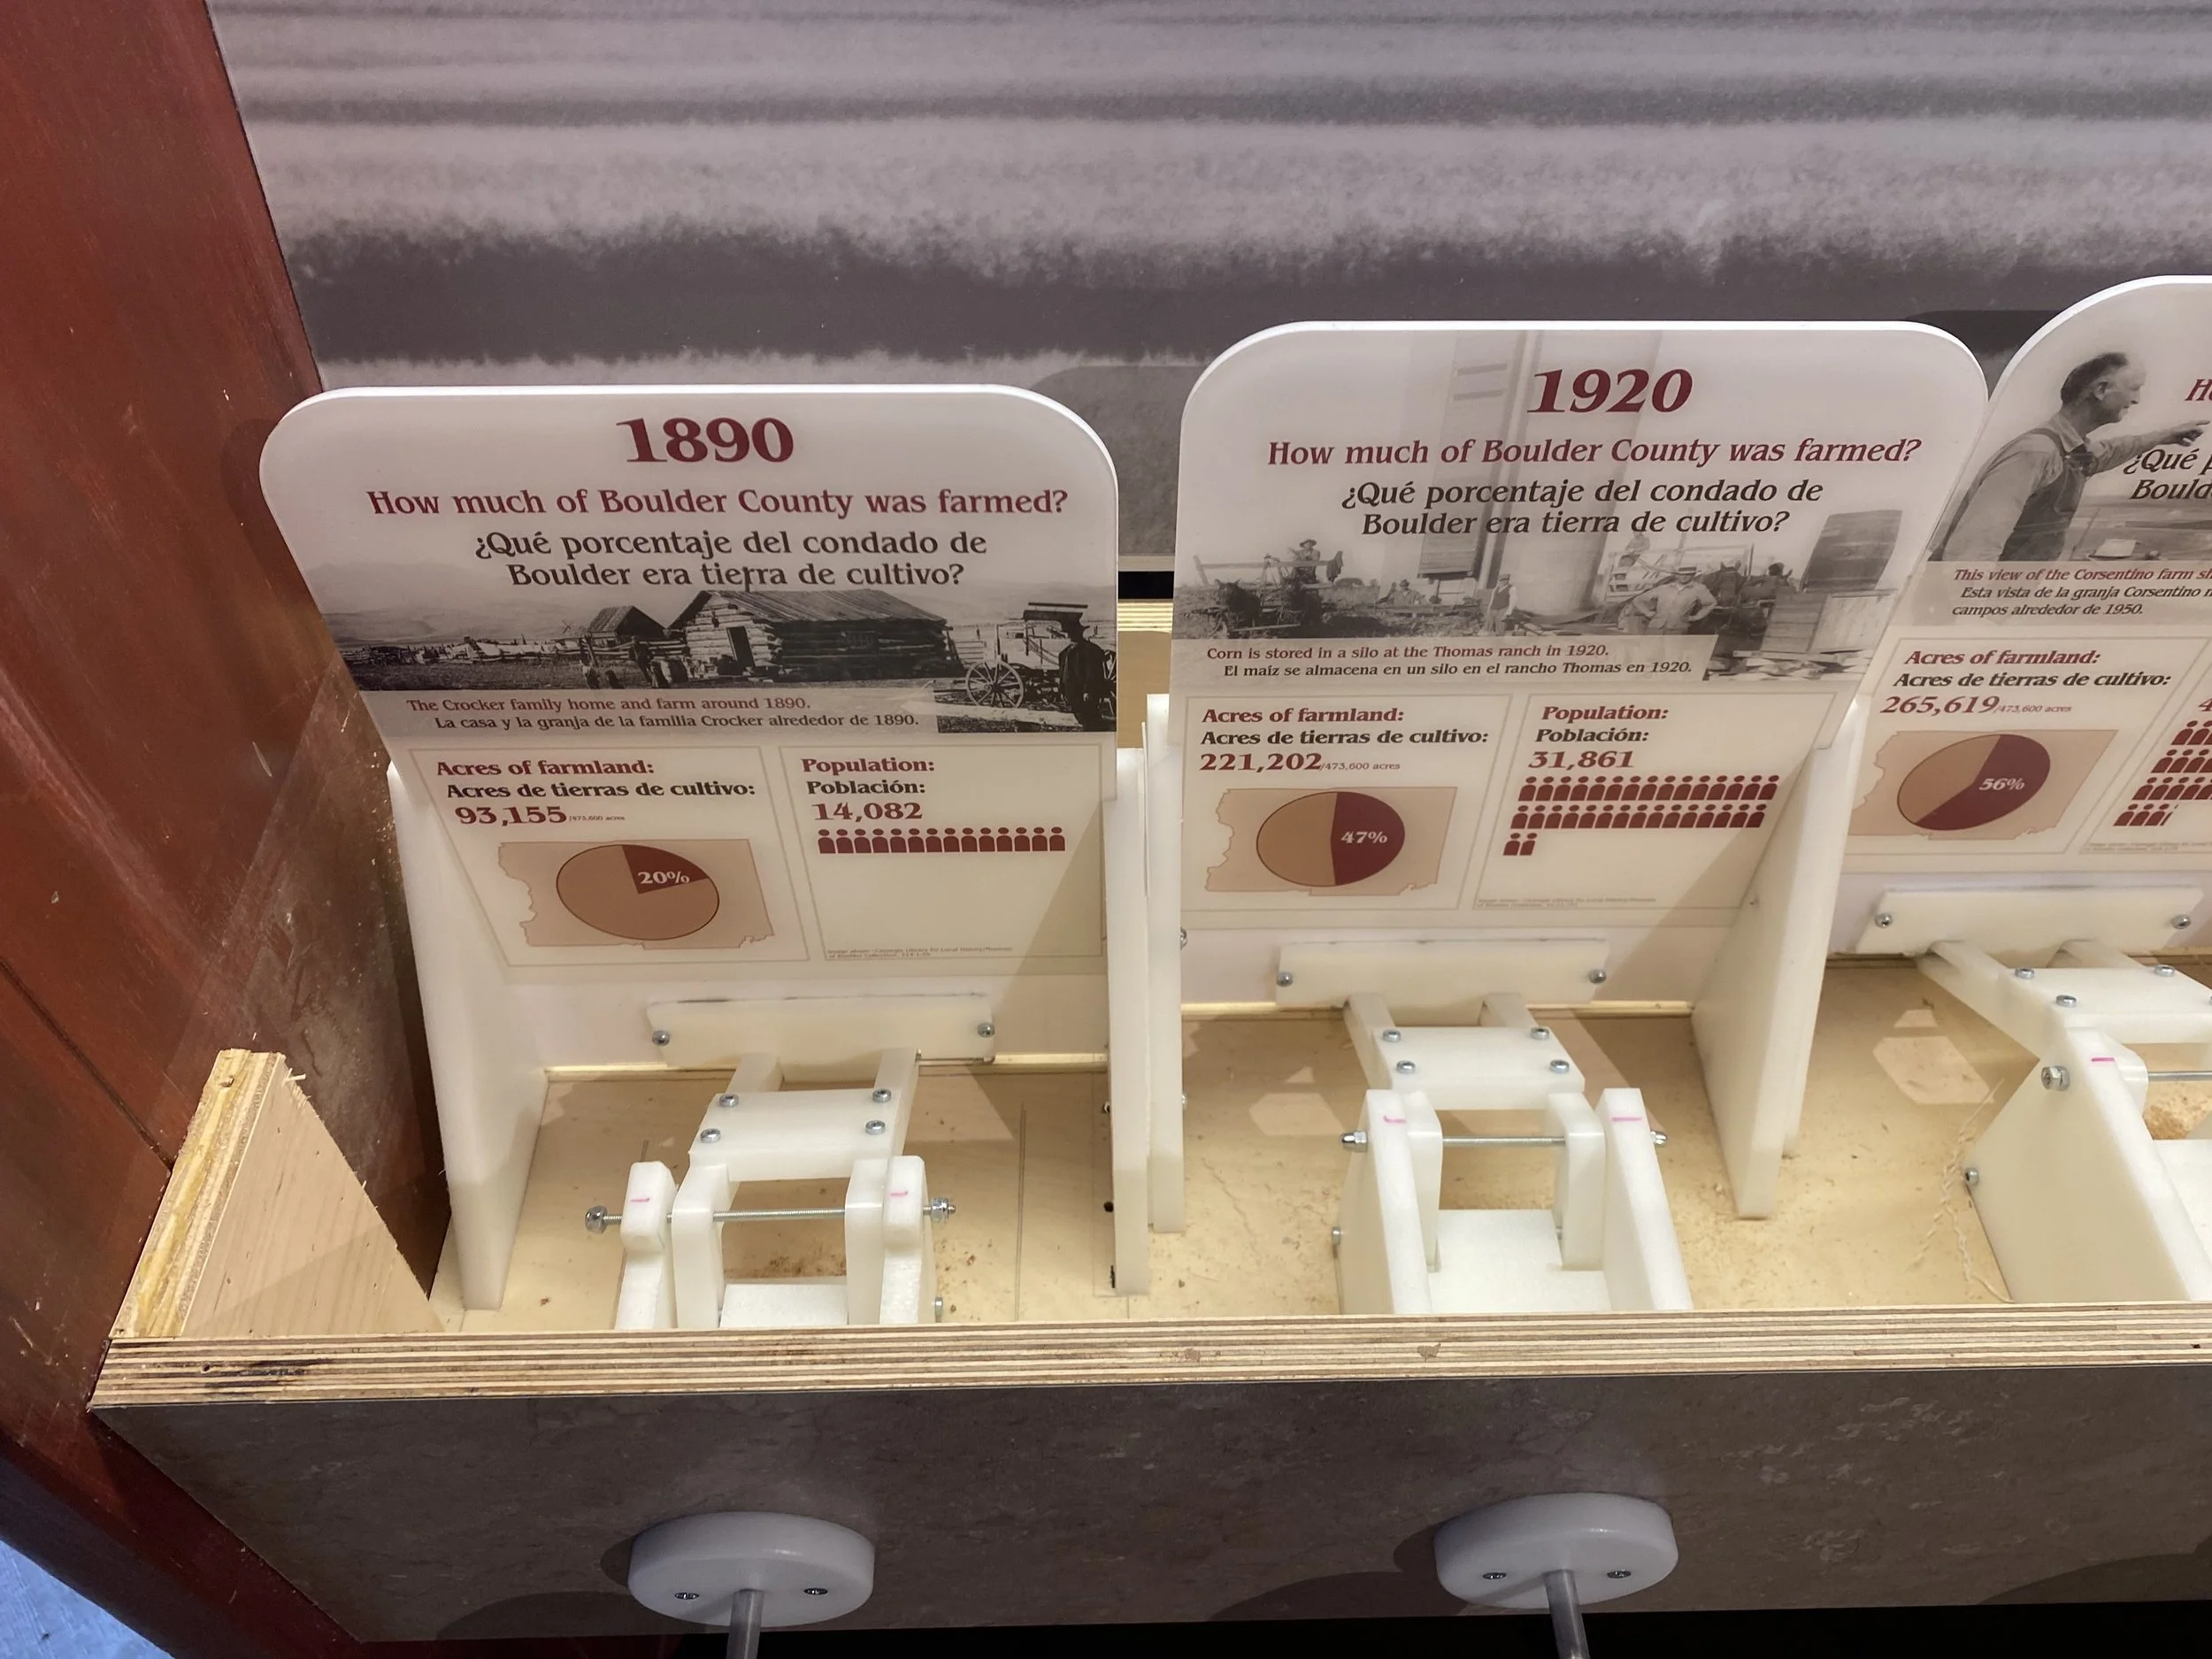 1890
How much of Boulder County was farmed?
¿Qué porcentaje del condado de
Boulder era tierra de cultivo?
The Crocker family home and farm around 1890.
La casa y la granja de la familia Crocker alrededor de 1890.
Acres of farmland:
Acres de tierras de cultivo:
93,155/473,600 acres
20%
Population:
Población:
14,082
1920
How much of Boulder County was farmed?
¿Qué porcentaje del condado de
Boulder era tierra de cultivo?
Corn is stored in a silo at the Thomas ranch in 1920.
El maíz se almacena en un silo en el rancho Thomas en 1920.
Acres of farmland:
Acres de tierras de cultivo:
221,202/473,600 acres
47%
Population:
Población:
31,861
¿Qué
This view of the Corsentino farm
Esta vista de la granja Corsentino
campos alrededor de 1950.
Acres of farmland:
Acres de tierras de cultivo:
265,619/473,600 acres
56%